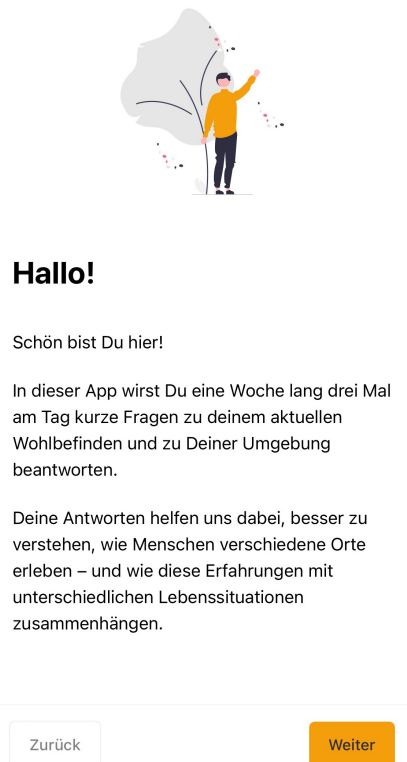 Hallo!
Schön bist Du hier!
In dieser App wirst Du eine Woche lang drei Mal
am Tag kurze Fragen zu deinem aktuellen
Wohlbefinden und zu Deiner Umgebung
beantworten.
Deine Antworten helfen uns dabei, besser zu
verstehen, wie Menschen verschiedene Orte
erleben – und wie diese Erfahrungen mit
unterschiedlichen Lebenssituationen
zusammenhängen.
Zurück
Weiter